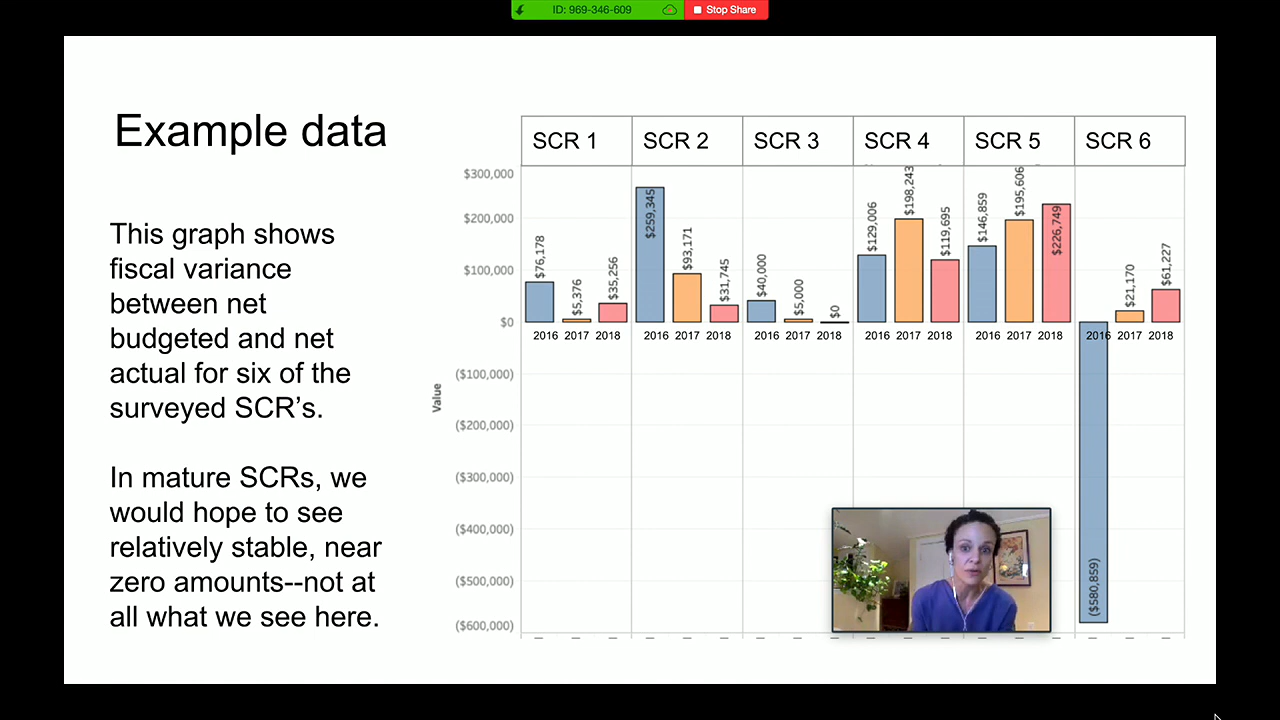 ID: 969-346-609
Stop Share
Example data
This graph shows
fiscal variance
between net
budgeted and net
actual for six of the
surveyed SCR's.
In mature SCRs, we
would hope to see
relatively stable, near
zero amounts--not at
all what we see here.
SCR 1 SCR 2 SCR 3 SCR 4 SCR 5 SCR 6
Value
$300,000
$200,000
$100,000
$0
($100,000)
($200,000)
($300,000)
($400,000)
($500,000)
($600,000)
$76,178 $5,376 $35,256
2016 2017 2018
$259,345 $93,171 $31,745
2016 2017 2018
$40,000 $5,000 $0
2016 2017 2018
$129,006 $198,243 $119,695
2016 2017 2018
$146,859 $195,606 $226,749
2016 2017 2018
($580,859) $21,170 $61,227
2016 2017 2018